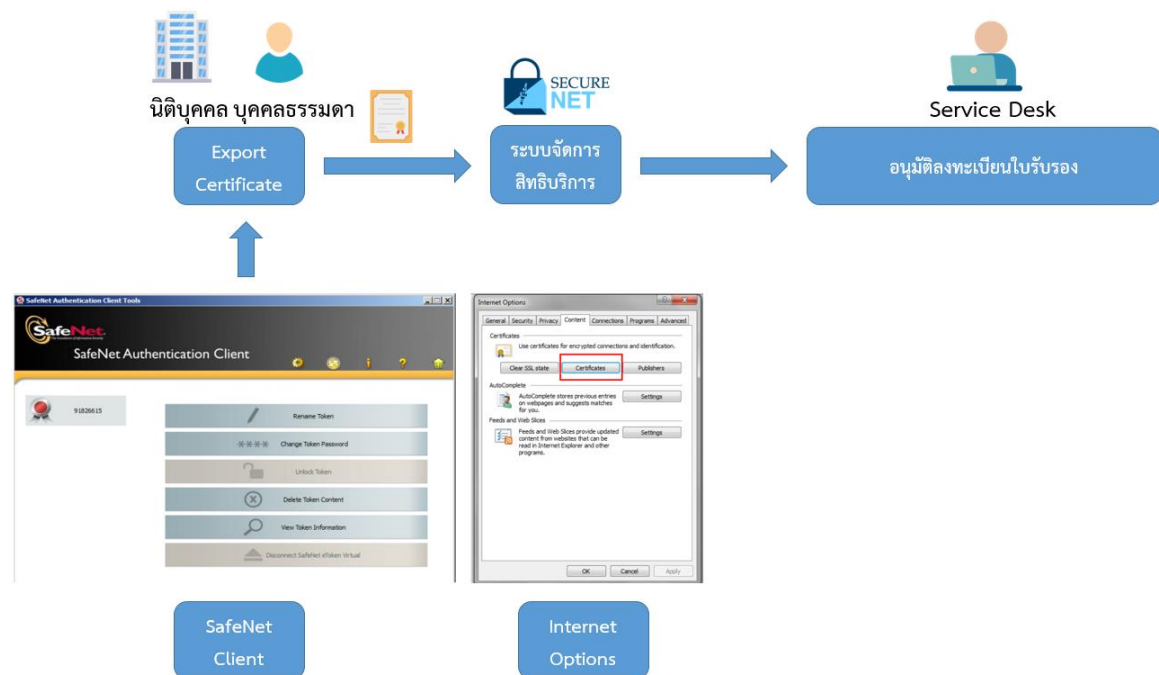 SECURE
NET
นิติบุคคล บุคคลธรรมดา
Service Desk
Export
Certificate
ระบบจัดการ
สิทธิบริการ
อนุมัติลงทะเบียนใบรับรอง
SafeNet Authentication Client Tools
SafeNet.
SafeNet Authentication Client
91826615
Rename Token
Change Token Password
Unlock Token
Delete Token Content
View Token Information
Disconnect SafeNet eToken Virtual
Internet Options
General Security Privacy Content Connections Programs Advanced
Certificates
Use certificates for encrypted connections and identification.
Clear SSL state Certificates Publishers
AutoComplete
AutoComplete stores previous entries
on webpages and suggests matches
for you.
Settings
Feeds and Web Slices
Feeds and Web Slices provide updated
content from websites that can be
read in Internet Explorer and other
programs.
Settings
OK Cancel Apply
SafeNet
Client
Internet
Options